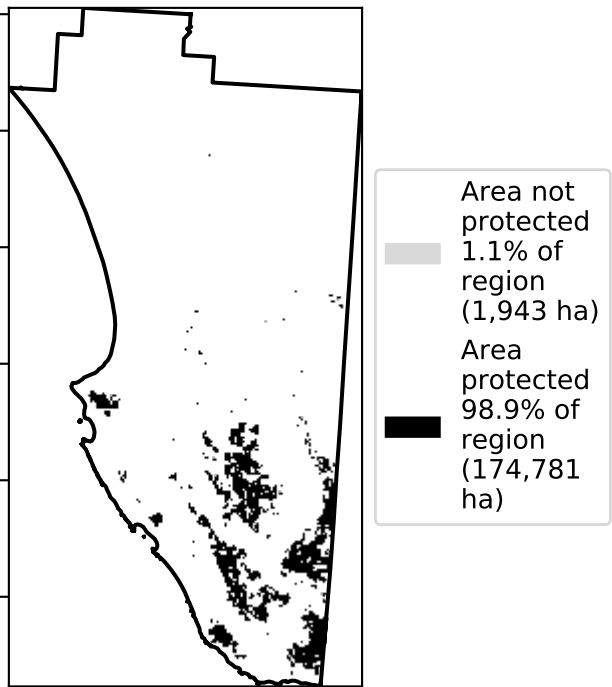 Area not
protected
1.1% of
region
(1,943 ha)
Area
protected
98.9% of
region
(174,781
ha)